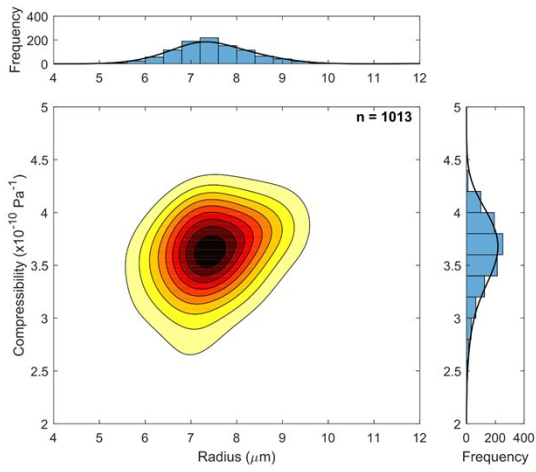 Frequency
400
200
0
4 5 6 7 8 9 10 11 12
n = 1013
Compressibility (x10⁻¹⁰ Pa⁻¹)
5
4.5
4
3.5
3
2.5
2
4 5 6 7 8 9 10 11 12
Radius (μm)
5
4.5
4
3.5
3
2.5
2
0 200 400
Frequency